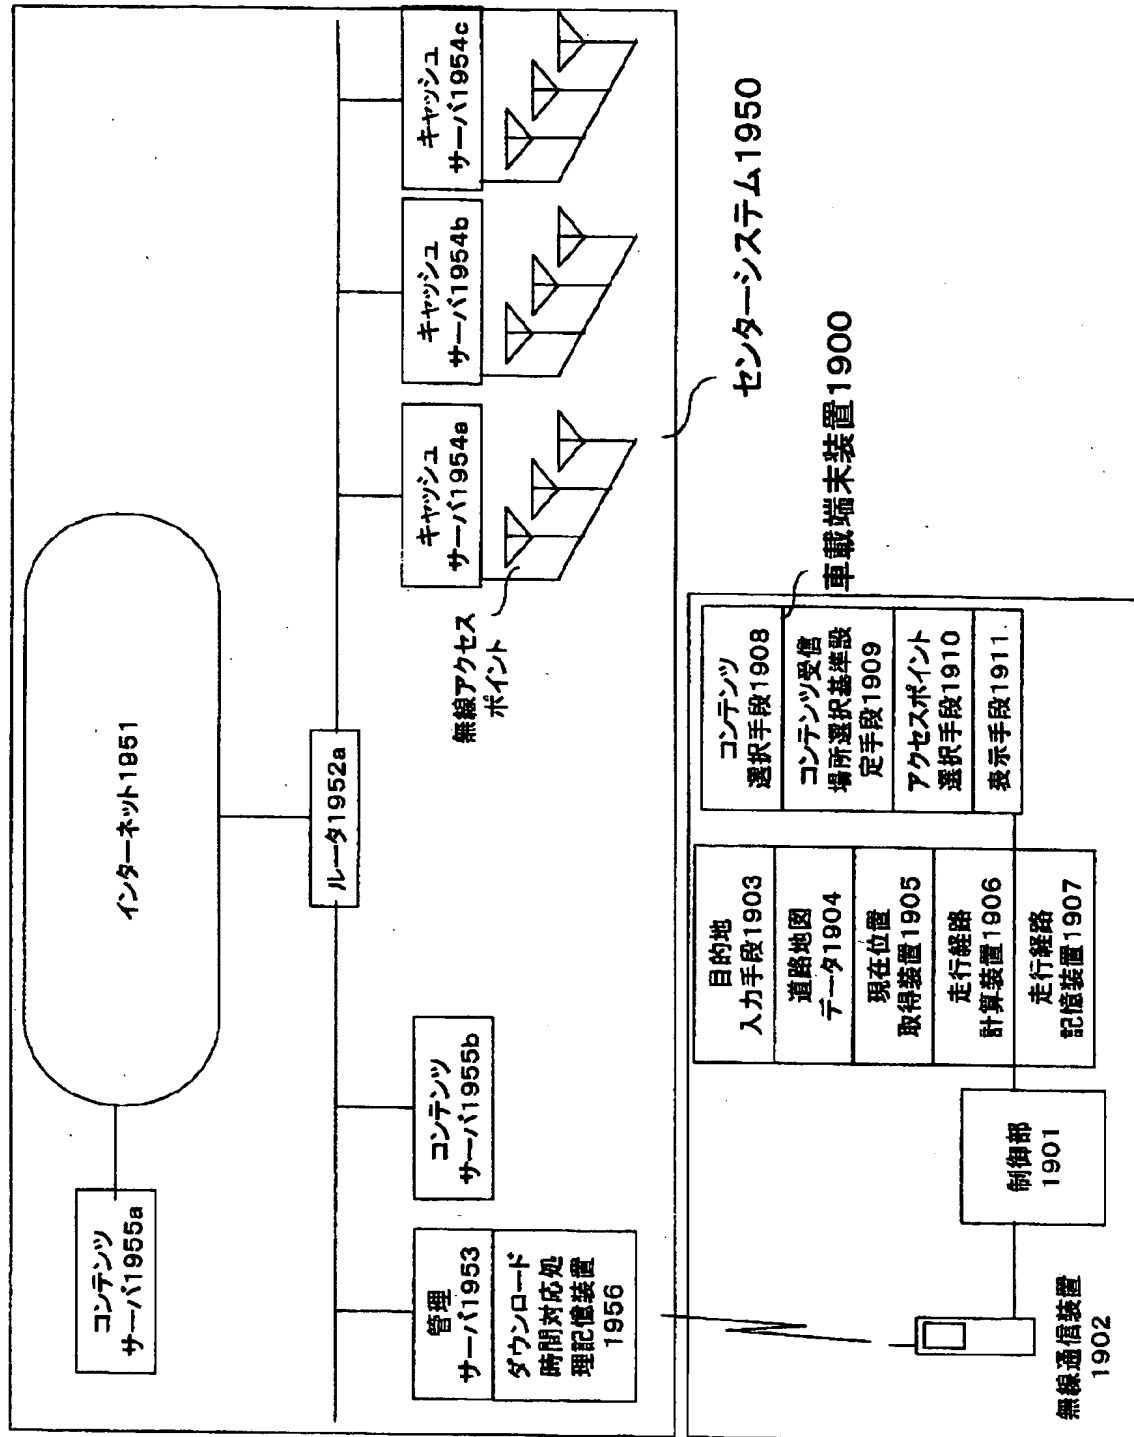 コンテンツ
サーバ1955a
インターネット1951
ルータ1952a
管理
サーバ1953
ダウンロード
時間対応処
理記憶装置
1956
コンテンツ
サーバ1955b
キャッシュ
サーバ1954a
キャッシュ
サーバ1954b
キャッシュ
サーバ1954c
無線アクセス
ポイント
センターシステム1950
無線通信装置
1902
制御部
1901
目的地
入力手段1903
道路地図
データ1904
現在位置
取得装置1905
走行経路
計算装置1906
走行経路
記憶装置1907
コンテンツ
選択手段1908
コンテンツ受信
場所選択基準設
定手段1909
アクセスポイント
選択手段1910
表示手段1911
車載端末装置1900